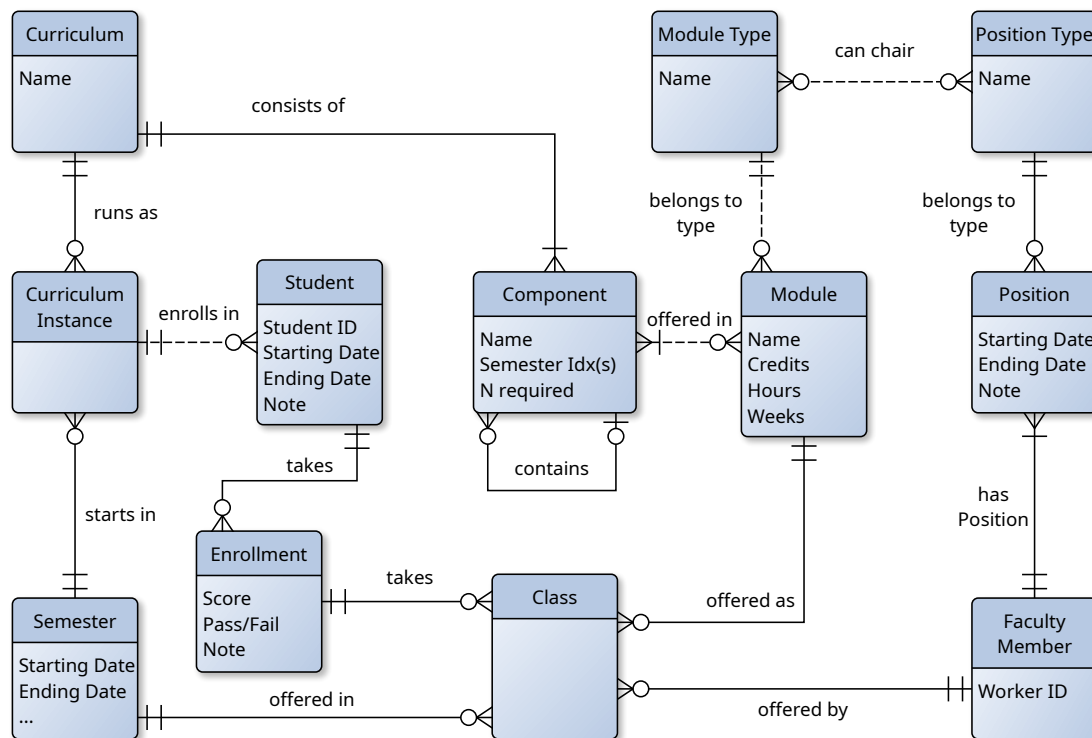 Curriculum
Name
Module Type
Name
can chair
Position Type
Name
consists of
runs as
belongs to
type
belongs to
type
Curriculum
Instance
enrolls in
Student
Student ID
Starting Date
Ending Date
Note
Component
Name
Semester Idx(s)
N required
offered in
Module
Name
Credits
Hours
Weeks
Position
Starting Date
Ending Date
Note
contains
takes
starts in
has
Position
Enrollment
Score
Pass/Fail
Note
takes
Class
offered as
Semester
Starting Date
Ending Date
...
offered in
offered by
Faculty
Member
Worker ID